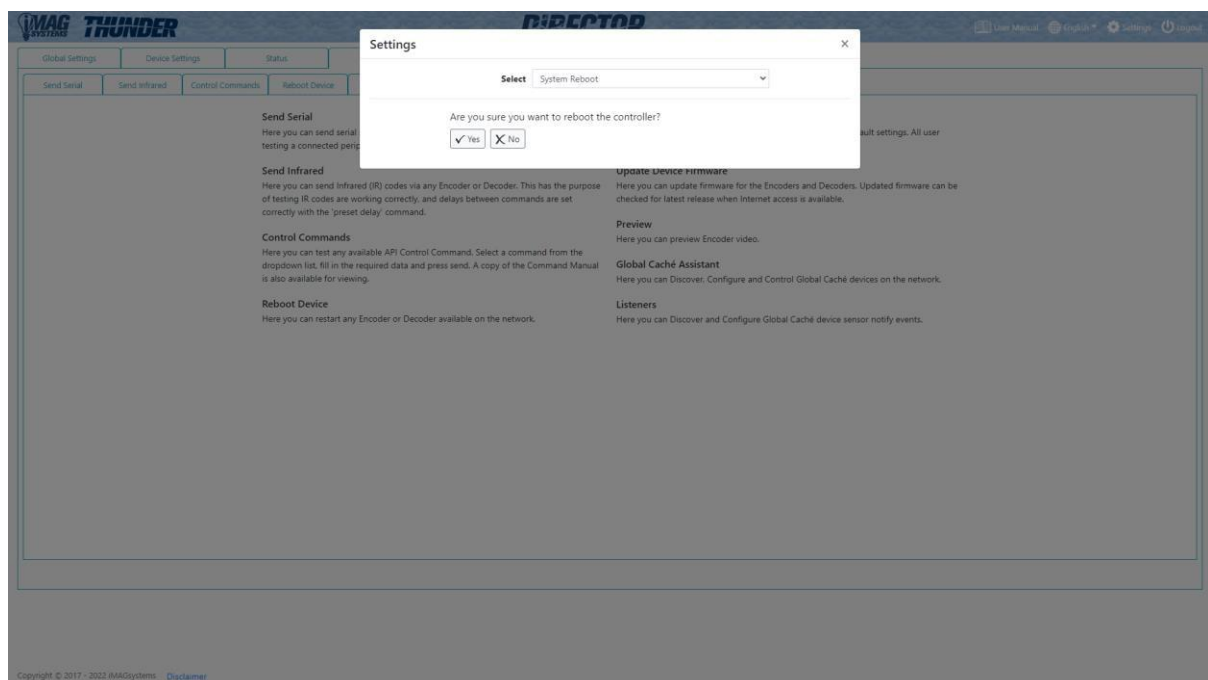 iMAG SYSTEMS THUNDER
DIRECTOR
User Manual English Settings Logout
Global Settings
Device Settings
Status
Send Serial
Send Infrared
Control Commands
Reboot Device
Settings ×
Select System Reboot
Are you sure you want to reboot the controller?
Yes No
Send Serial
Here you can send serial
testing a connected
Send Infrared
Here you can send Infrared (IR) codes via any Encoder or Decoder. This has the purpose
of testing IR codes are working correctly, and delays between commands are set
correctly with the 'preset delay' command.
Control Commands
Here you can test any available API Control Command. Select a command from the
dropdown list, fill in the required data and press send. A copy of the Command Manual
is also available for viewing.
Reboot Device
Here you can restart any Encoder or Decoder available on the network.
ault settings. All user
Update Device Firmware
Here you can update firmware for the Encoders and Decoders. Updated firmware can be
checked for latest release when Internet access is available.
Preview
Here you can preview Encoder video.
Global Caché Assistant
Here you can Discover, Configure and Control Global Caché devices on the network.
Listeners
Here you can Discover and Configure Global Caché device sensor notify events.
Copyright © 2017 - 2022 iMAGsystems Disclaimer